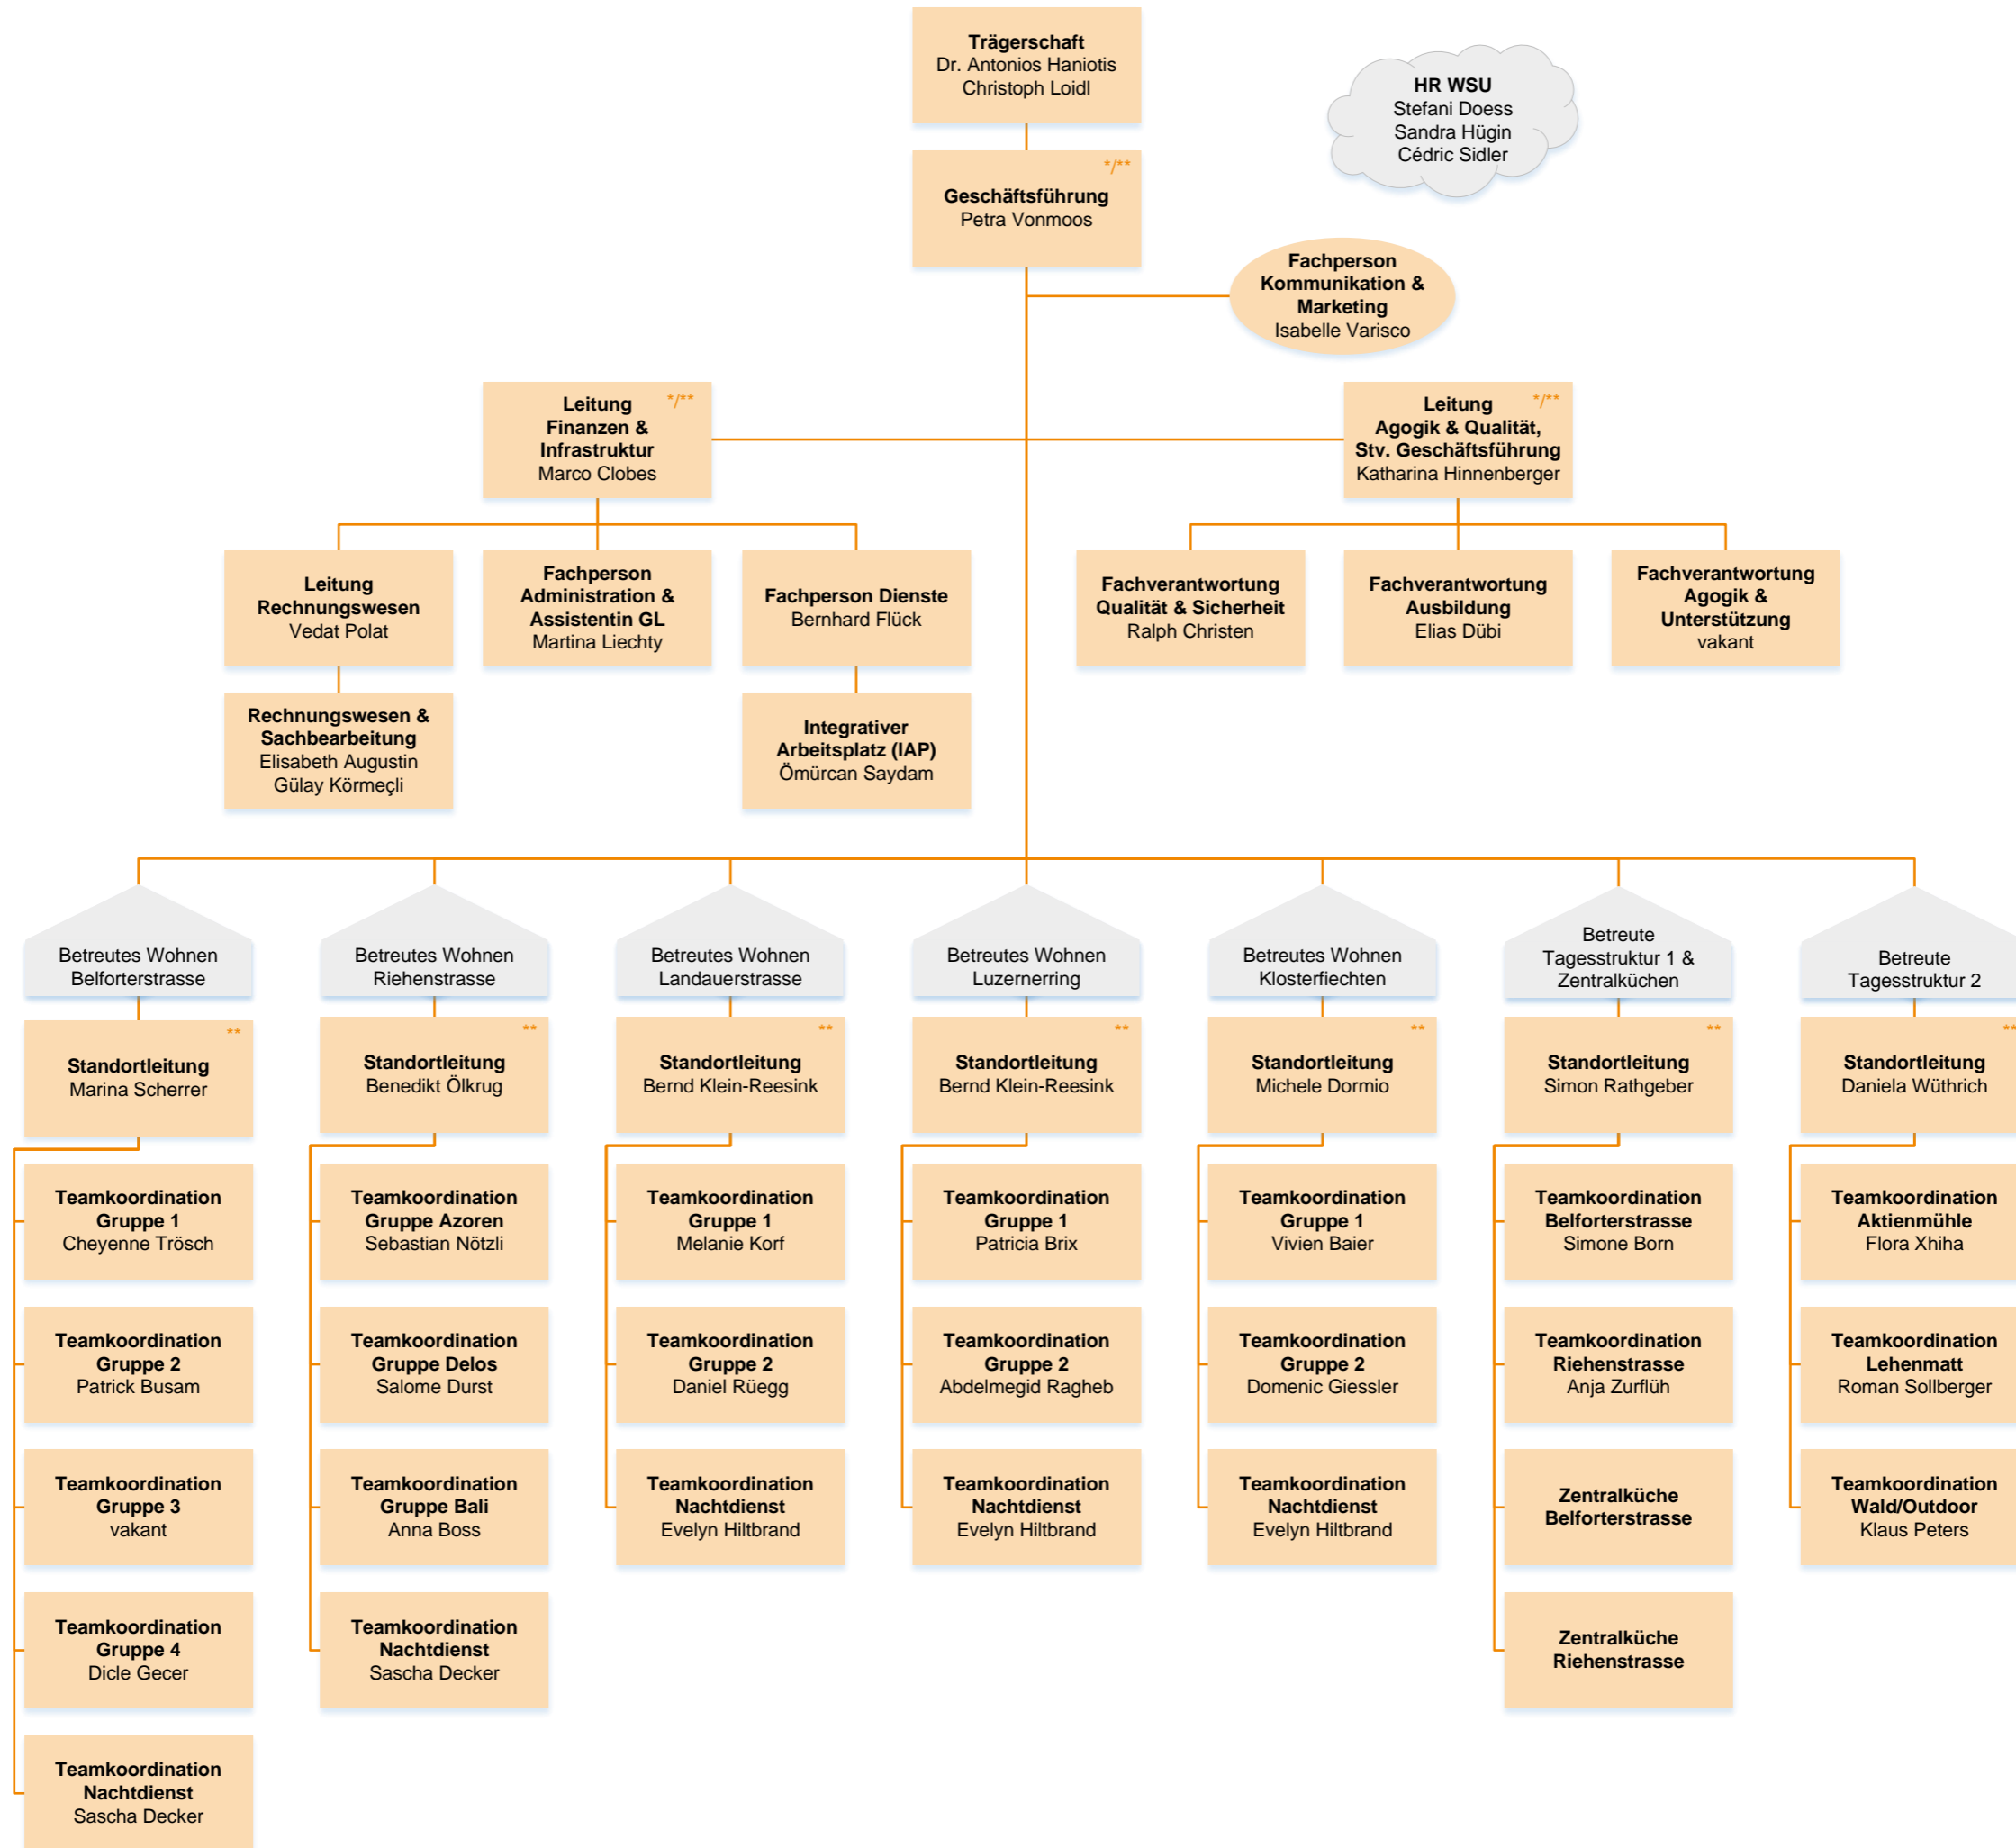 Trägerschaft
Dr. Antonios Haniotis
Christoph Loidl
HR WSU
Stefani Doess
Sandra Hügin
Cédric Sidler
*/**
Geschäftsführung
Petra Vonmoos
Fachperson
Kommunikation &
Marketing
Isabelle Varisco
*/**
Leitung
Finanzen &
Infrastruktur
Marco Clobes
*/**
Leitung
Agogik & Qualität,
Stv. Geschäftsführung
Katharina Hinnenberger
Leitung
Rechnungswesen
Vedat Polat
Fachperson
Administration &
Assistentin GL
Martina Liechty
Fachperson Dienste
Bernhard Flück
Fachverantwortung
Qualität & Sicherheit
Ralph Christen
Fachverantwortung
Ausbildung
Elias Dübi
Fachverantwortung
Agogik &
Unterstützung
vakant
Rechnungswesen &
Sachbearbeitung
Elisabeth Augustin
Gülay Körmeçli
Integrativer
Arbeitsplatz (IAP)
Ömürcan Saydam
Betreutes Wohnen
Belforterstrasse
**
Standortleitung
Marina Scherrer
Teamkoordination
Gruppe 1
Cheyenne Trösch
Teamkoordination
Gruppe 2
Patrick Busam
Teamkoordination
Gruppe 3
vakant
Teamkoordination
Gruppe 4
Dicle Gecer
Teamkoordination
Nachtdienst
Sascha Decker
Betreutes Wohnen
Riehenstrasse
**
Standortleitung
Benedikt Ölkrug
Teamkoordination
Gruppe Azoren
Sebastian Nötzli
Teamkoordination
Gruppe Delos
Salome Durst
Teamkoordination
Gruppe Bali
Anna Boss
Teamkoordination
Nachtdienst
Sascha Decker
Betreutes Wohnen
Landauerstrasse
**
Standortleitung
Bernd Klein-Reesink
Teamkoordination
Gruppe 1
Melanie Korf
Teamkoordination
Gruppe 2
Daniel Rüegg
Teamkoordination
Nachtdienst
Evelyn Hiltbrand
Betreutes Wohnen
Luzernerring
**
Standortleitung
Bernd Klein-Reesink
Teamkoordination
Gruppe 1
Patricia Brix
Teamkoordination
Gruppe 2
Abdelmegid Ragheb
Teamkoordination
Nachtdienst
Evelyn Hiltbrand
Betreutes Wohnen
Klosterfiechten
**
Standortleitung
Michele Dormio
Teamkoordination
Gruppe 1
Vivien Baier
Teamkoordination
Gruppe 2
Domenic Giessler
Teamkoordination
Nachtdienst
Evelyn Hiltbrand
Betreute
Tagesstruktur 1 &
Zentralküchen
**
Standortleitung
Simon Rathgeber
Teamkoordination
Belforterstrasse
Simone Born
Teamkoordination
Riehenstrasse
Anja Zurflüh
Zentralküche
Belforterstrasse
Zentralküche
Riehenstrasse
Betreute
Tagesstruktur 2
**
Standortleitung
Daniela Wüthrich
Teamkoordination
Aktienmühle
Flora Xhiha
Teamkoordination
Lehenmatt
Roman Sollberger
Teamkoordination
Wald/Outdoor
Klaus Peters